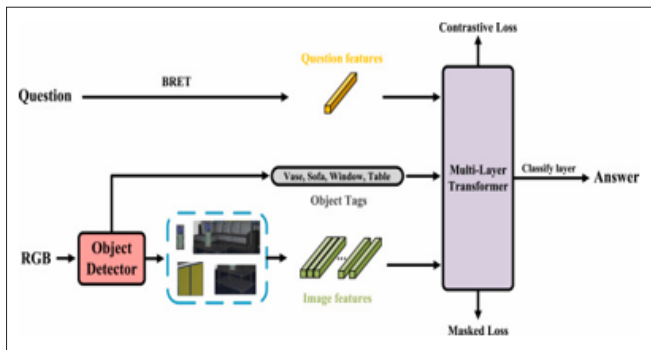 Contrastive Loss
Question features
BRET
Question
Vase, Sofa, Window, Table
Object Tags
Multi-Layer
Transformer
Classify layer
Answer
RGB
Object
Detector
...
Image features
Masked Loss